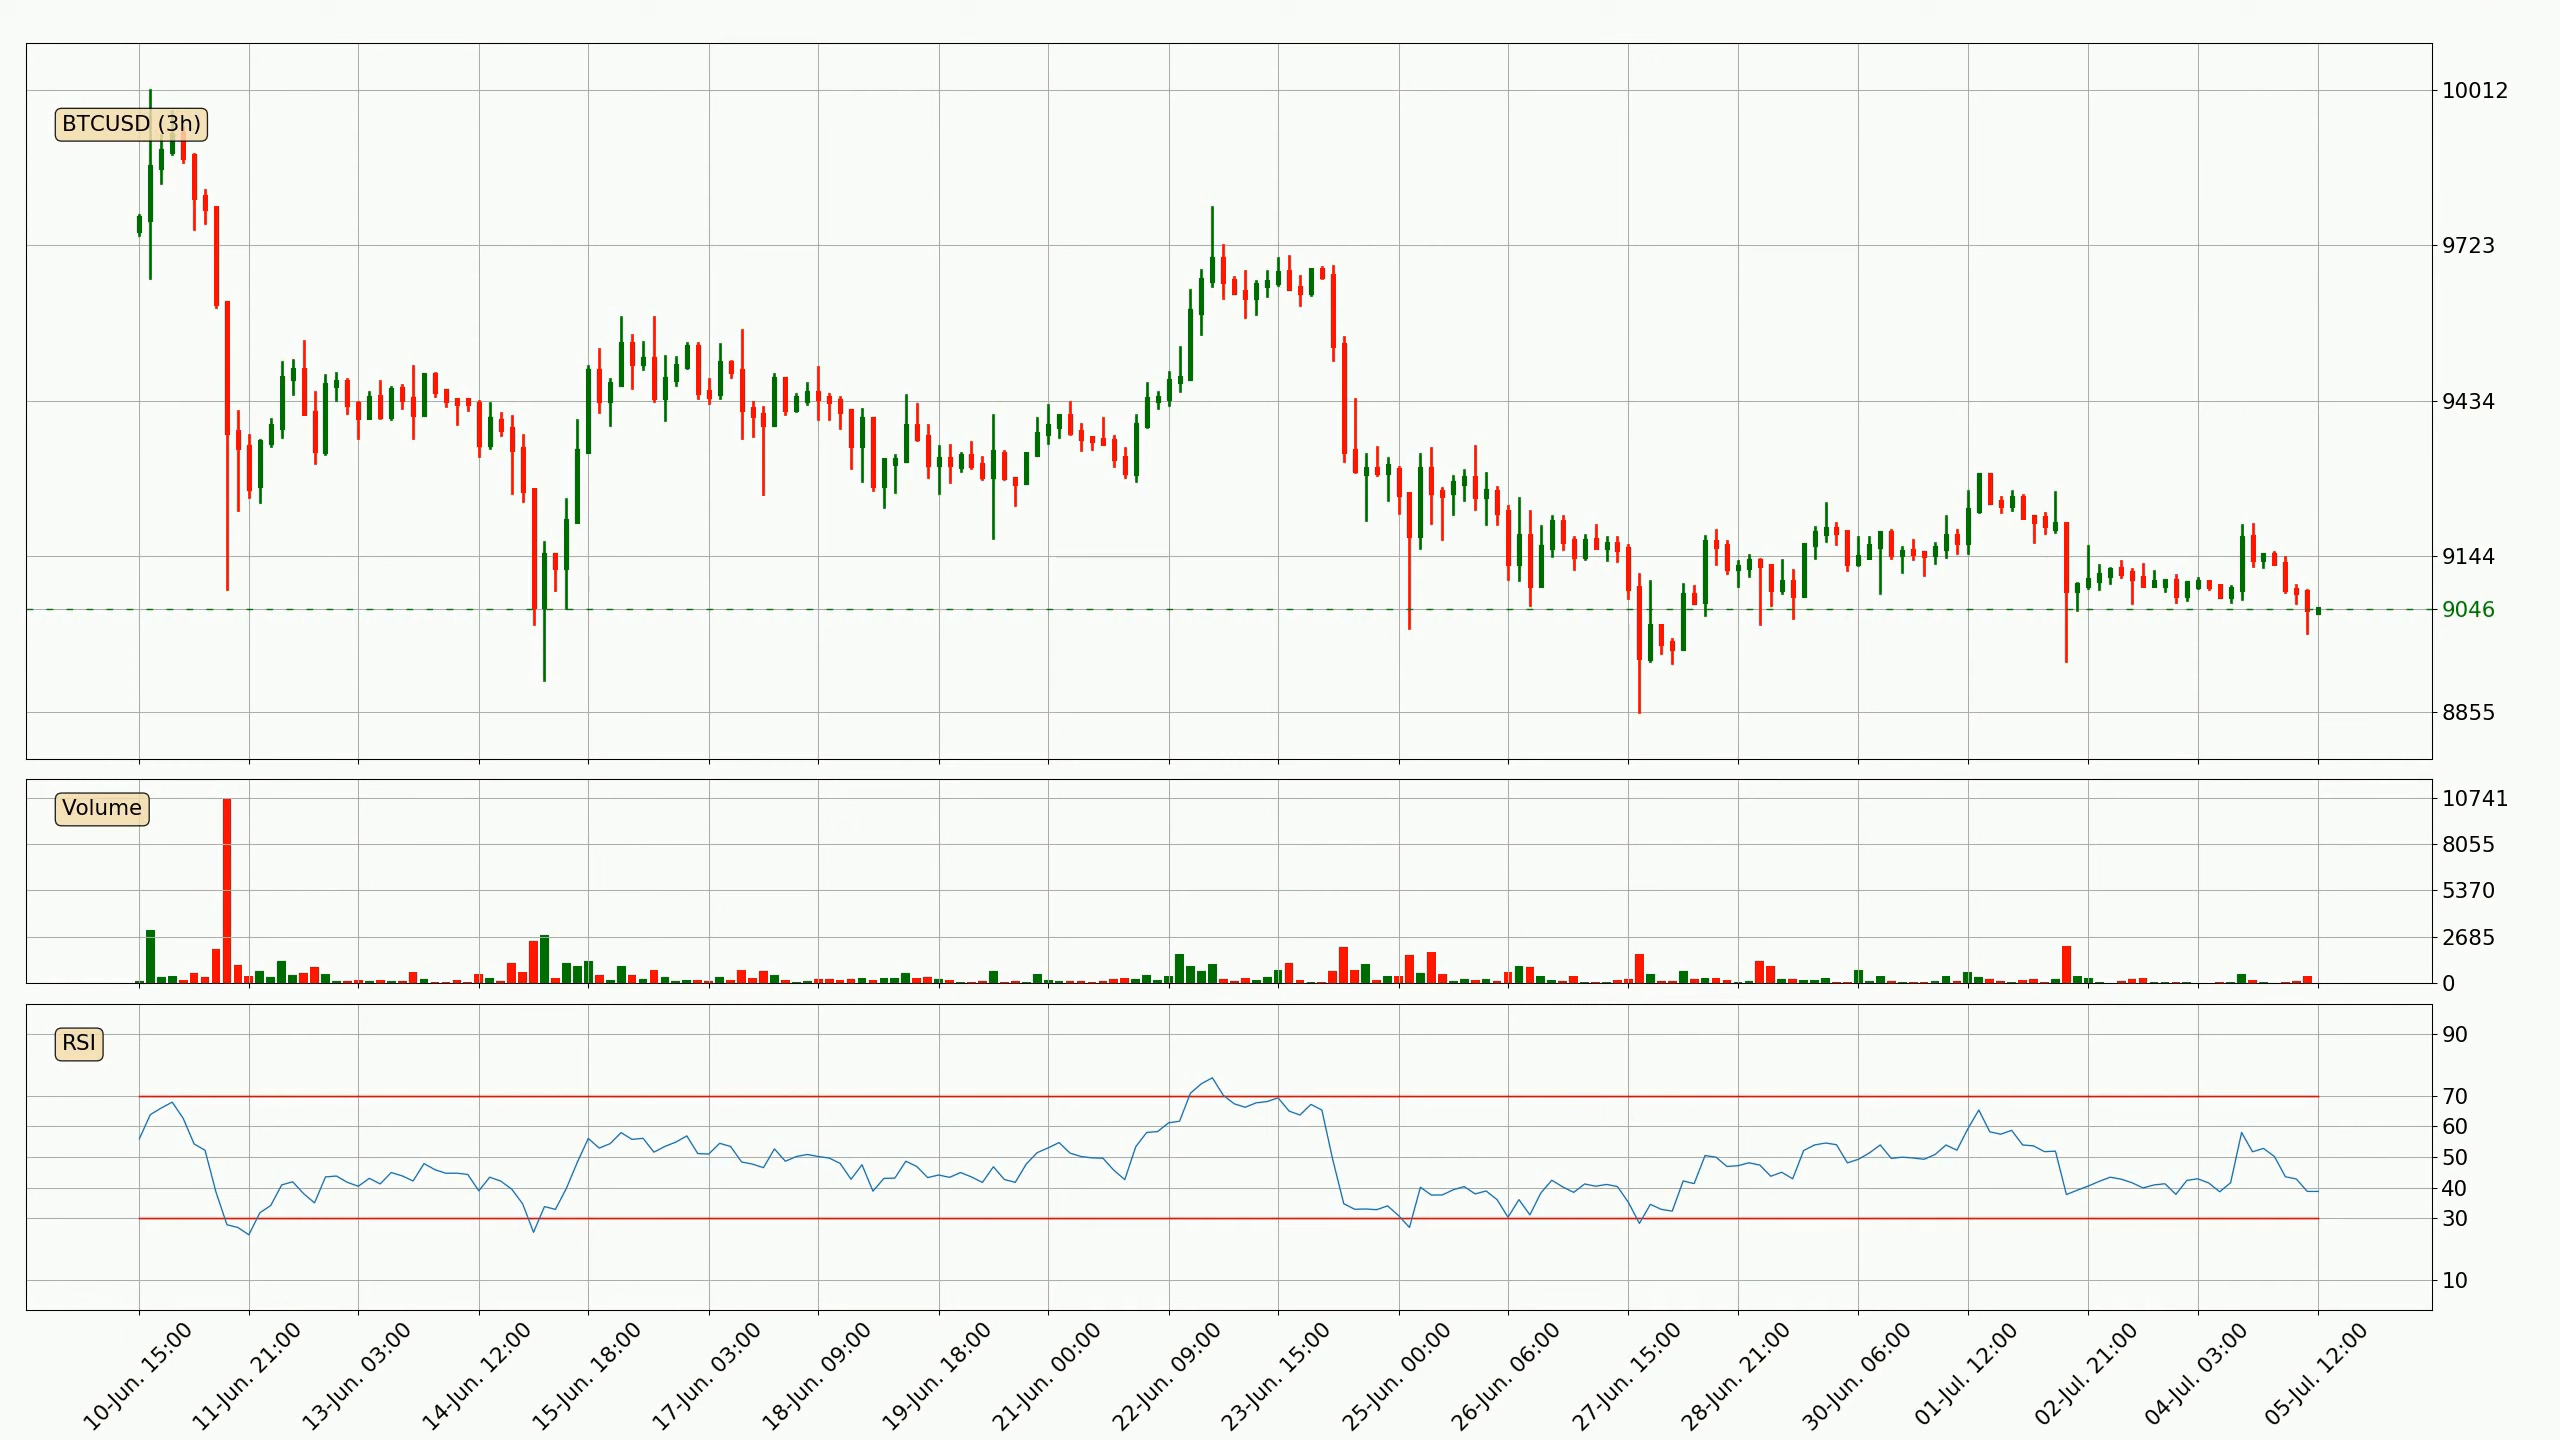 BTCUSD (3h)
10012
9723
9434
9144
9046
8855
Volume
10741
8055
5370
2685
0
RSI
90
70
60
50
40
30
10
10-Jun. 15:00
11-Jun. 21:00
13-Jun. 03:00
14-Jun. 12:00
15-Jun. 18:00
17-Jun. 03:00
18-Jun. 09:00
19-Jun. 18:00
21-Jun. 00:00
22-Jun. 09:00
23-Jun. 15:00
25-Jun. 00:00
26-Jun. 06:00
27-Jun. 15:00
28-Jun. 21:00
30-Jun. 06:00
01-Jul. 12:00
02-Jul. 21:00
04-Jul. 03:00
05-Jul. 12:00